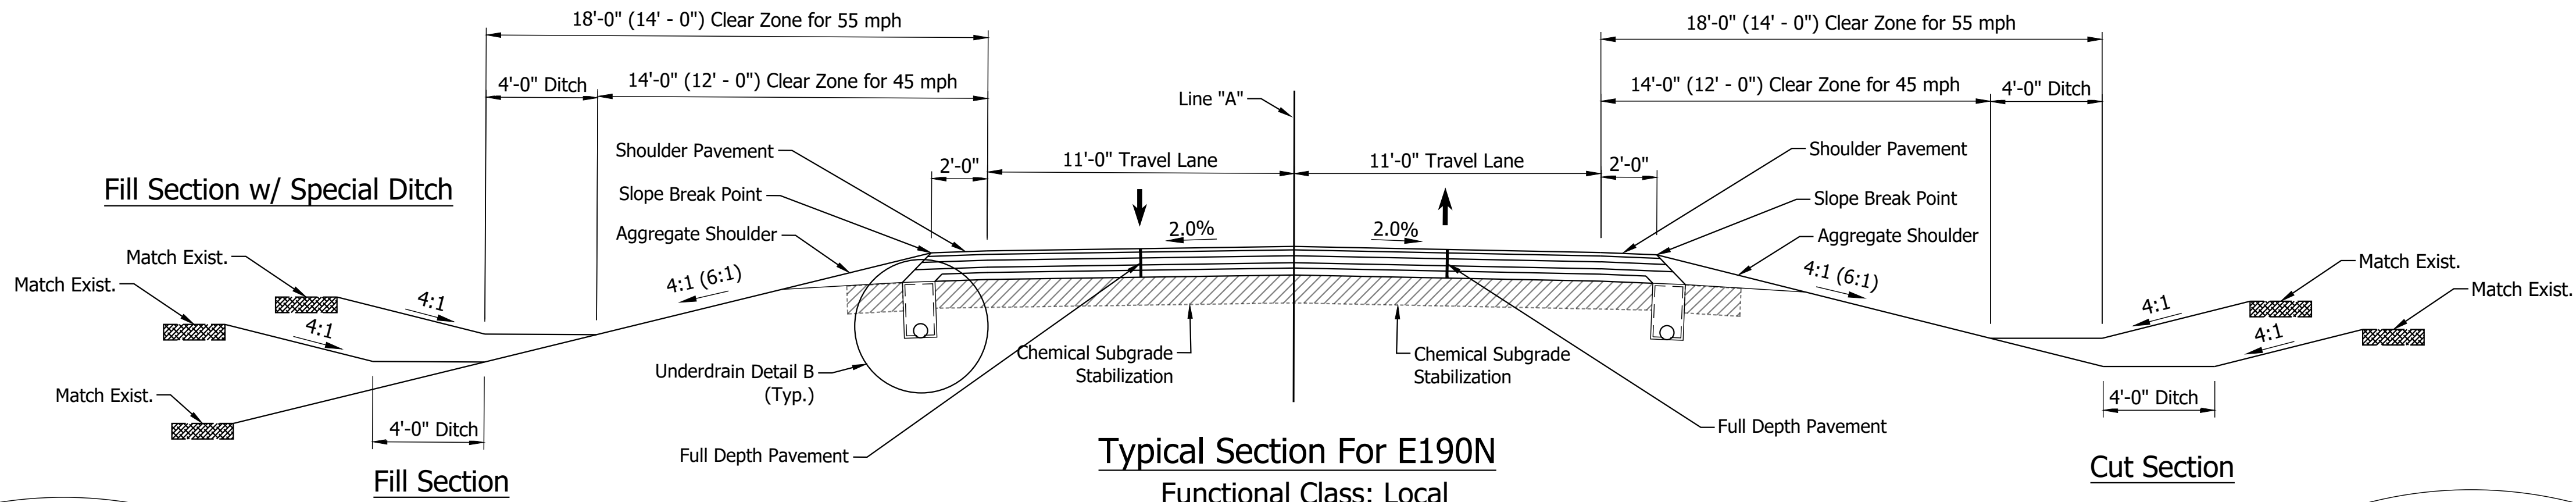 18'-0" (14' - 0") Clear Zone for 55 mph
18'-0" (14' - 0") Clear Zone for 55 mph
4'-0" Ditch
14'-0" (12' - 0") Clear Zone for 45 mph
Line "A"
14'-0" (12' - 0") Clear Zone for 45 mph
4'-0" Ditch
Shoulder Pavement
2'-0"
11'-0" Travel Lane
11'-0" Travel Lane
2'-0"
Shoulder Pavement
Fill Section w/ Special Ditch
Slope Break Point
Slope Break Point
Aggregate Shoulder
2.0%
2.0%
Aggregate Shoulder
Match Exist.
Match Exist.
4:1
4:1
4:1 (6:1)
4:1 (6:1)
Match Exist.
Match Exist.
4:1
4:1
Match Exist.
Underdrain Detail B
(Typ.)
Chemical Subgrade
Stabilization
Chemical Subgrade
Stabilization
4'-0" Ditch
4'-0" Ditch
Full Depth Pavement
Full Depth Pavement
Fill Section
Typical Section For E190N
Functional Class: Local
Cut Section